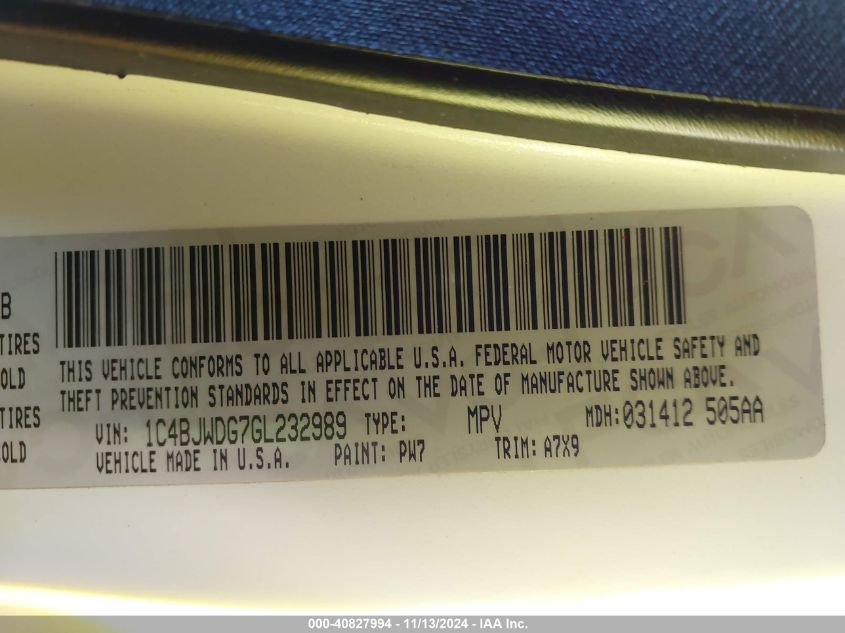 B
TIRES
COLD
TIRES
COLD
THIS VEHICLE CONFORMS TO ALL APPLICABLE U.S.A. FEDERAL MOTOR VEHICLE SAFETY AND
THEFT PREVENTION STANDARDS IN EFFECT ON THE DATE OF MANUFACTURE SHOWN ABOVE.
VIN: 1C4BJWDG7GL232989 TYPE: MPV MDH: 031412 505AA
VEHICLE MADE IN U.S.A. PAINT: PW7 TRIM: A7X9
000-40827994 - 11/13/2024 - IAA Inc.